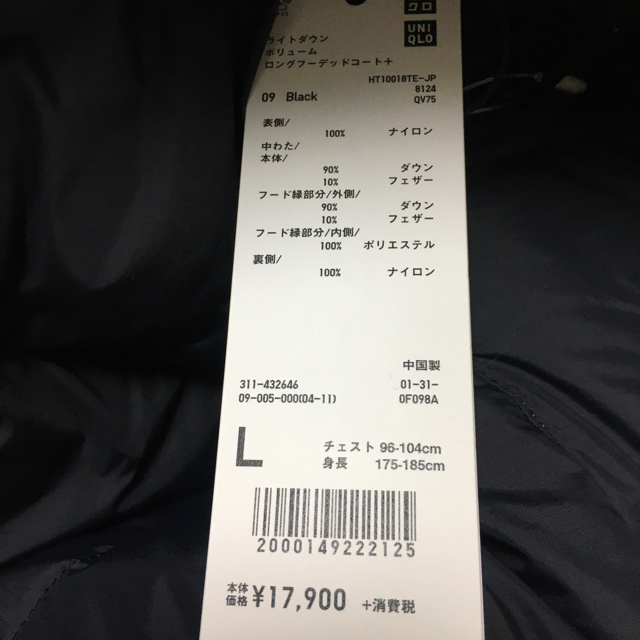 クロ
UNI
QLO
ライトダウン
ボリューム
ロングフーデッドコート+
HT10018TE-JP
8124
09 Black QV75
表側/
100% ナイロン
中わた/
本体/
90% ダウン
10% フェザー
フード縁部分/外側/
90% ダウン
10% フェザー
フード縁部分/内側/
100% ポリエステル
裏側/
100% ナイロン
中国製
311-432646 01-31-
09-005-000(04-11) 0F098A
L チェスト 96-104cm
身長 175-185cm
2000149222125
本体
価格 ¥17,900 +消費税